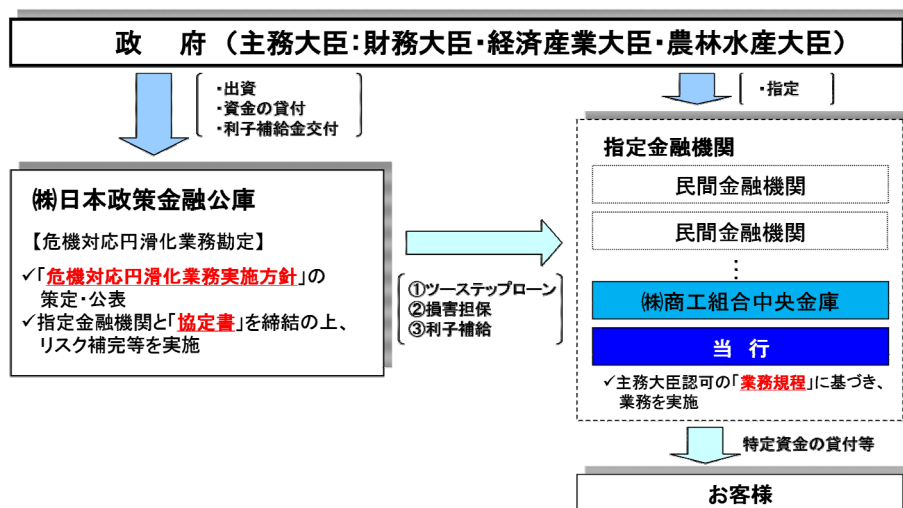 政 府（主務大臣：財務大臣・経済産業大臣・農林水産大臣）
・出資
・資金の貸付
・利子補給金交付
・指定
㈱日本政策金融公庫
【危機対応円滑化業務勘定】
✓「危機対応円滑化業務実施方針」の
策定・公表
✓指定金融機関と「協定書」を締結の上、
リスク補完等を実施
①ツーステップローン
②損害担保
③利子補給
指定金融機関
民間金融機関
民間金融機関
⋮
㈱商工組合中央金庫
当 行
✓主務大臣認可の「業務規程」に基づき、
業務を実施
特定資金の貸付等
お客様